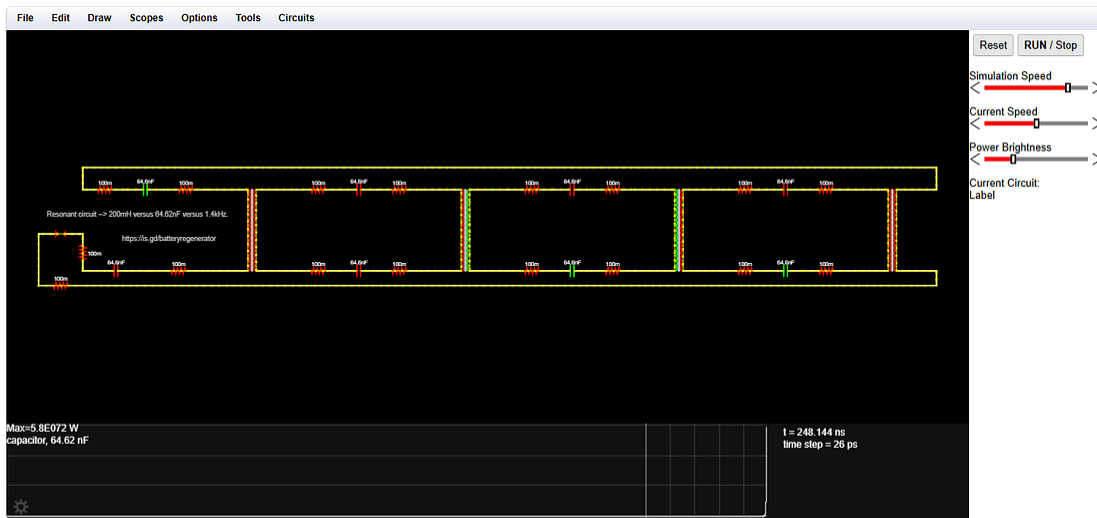 File Edit Draw Scopes Options Tools Circuits
Reset RUN / Stop
Simulation Speed
Current Speed
Power Brightness
Current Circuit:
Label
100m 64.6nF 100m 100m 64.6nF 100m 100m 64.6nF 100m 100m 64.6nF 100m
Resonant circuit --> 200mH versus 64.62nF versus 1.4kHz.
https://is.gd/batteryregenerator
100m
64.6nF 100m 100m 64.6nF 100m 100m 64.6nF 100m 100m 64.6nF 100m
100m
Max=5.8E072 W
capacitor, 64.62 nF
t = 248.144 ns
time step = 26 ps